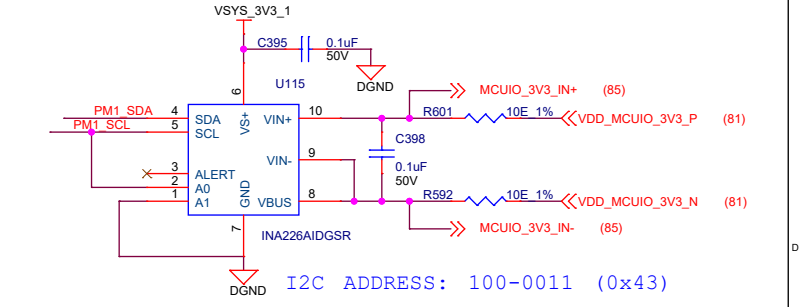 VSYS_3V3_1
C395
0.1uF
50V
DGND
U115
6
VS+
PM1_SDA
4
SDA
PM1_SCL
5
SCL
3
ALERT
2
A0
1
A1
GND
7
VIN+
10
VIN-
9
VBUS
8
INA226AIDGSR
DGND
MCUIO_3V3_IN+ (85)
R601
10E_1%
VDD_MCUIO_3V3_P (81)
C398
0.1uF
50V
R592
10E_1%
VDD_MCUIO_3V3_N (81)
MCUIO_3V3_IN- (85)
I2C ADDRESS: 100-0011 (0x43)
D